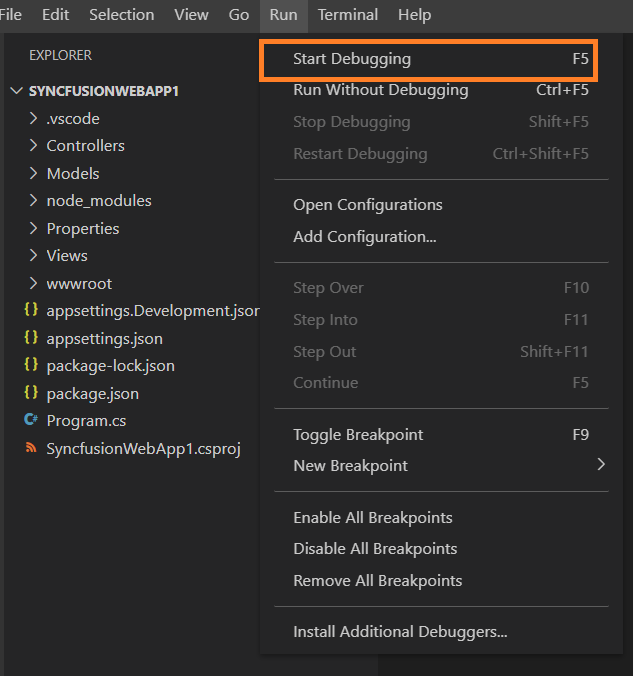 File Edit Selection View Go Run Terminal Help
EXPLORER
SYNCFUSIONWEBAPP1
.vscode
Controllers
Models
node_modules
Properties
Views
wwwroot
{} appsettings.Development.json
{} appsettings.json
{} package-lock.json
{} package.json
C# Program.cs
SyncfusionWebApp1.csproj
Start Debugging F5
Run Without Debugging Ctrl+F5
Stop Debugging Shift+F5
Restart Debugging Ctrl+Shift+F5
Open Configurations
Add Configuration...
Step Over F10
Step Into F11
Step Out Shift+F11
Continue F5
Toggle Breakpoint F9
New Breakpoint
Enable All Breakpoints
Disable All Breakpoints
Remove All Breakpoints
Install Additional Debuggers...